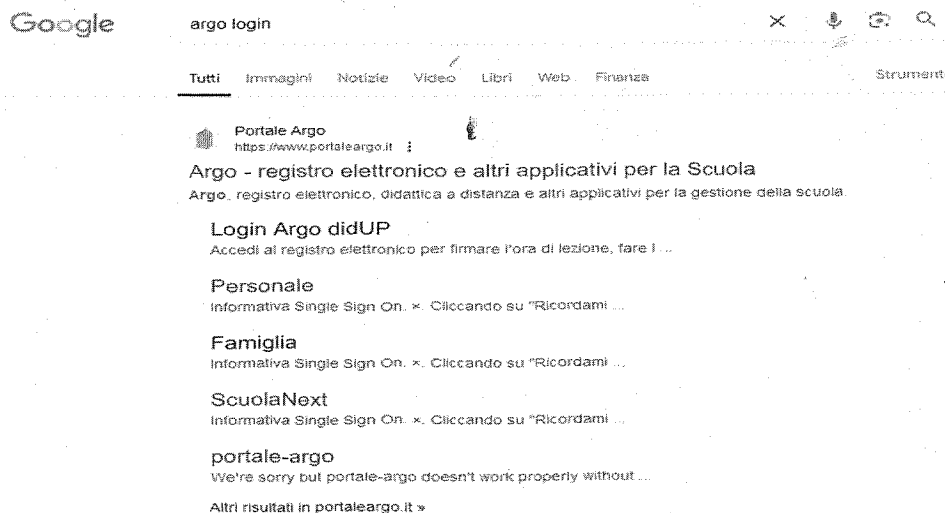 Google
argo login
Tutti Immagini Notizie Video Libri Web Finanza Strument
Portale Argo
https://www.portaleargo.it
Argo - registro elettronico e altri applicativi per la Scuola
Argo, registro elettronico, didattica a distanza e altri applicativi per la gestione della scuola.
Login Argo didUP
Accedi al registro elettronico per firmare l'ora di lezione, fare l ...
Personale
Informativa Single Sign On. ×. Cliccando su "Ricordami ...
Famiglia
Informativa Single Sign On. ×. Cliccando su "Ricordami ...
ScuolaNext
Informativa Single Sign On. ×. Cliccando su "Ricordami ...
portale-argo
We're sorry but portale-argo doesn't work properly without ...
Altri risultati in portaleargo.it »